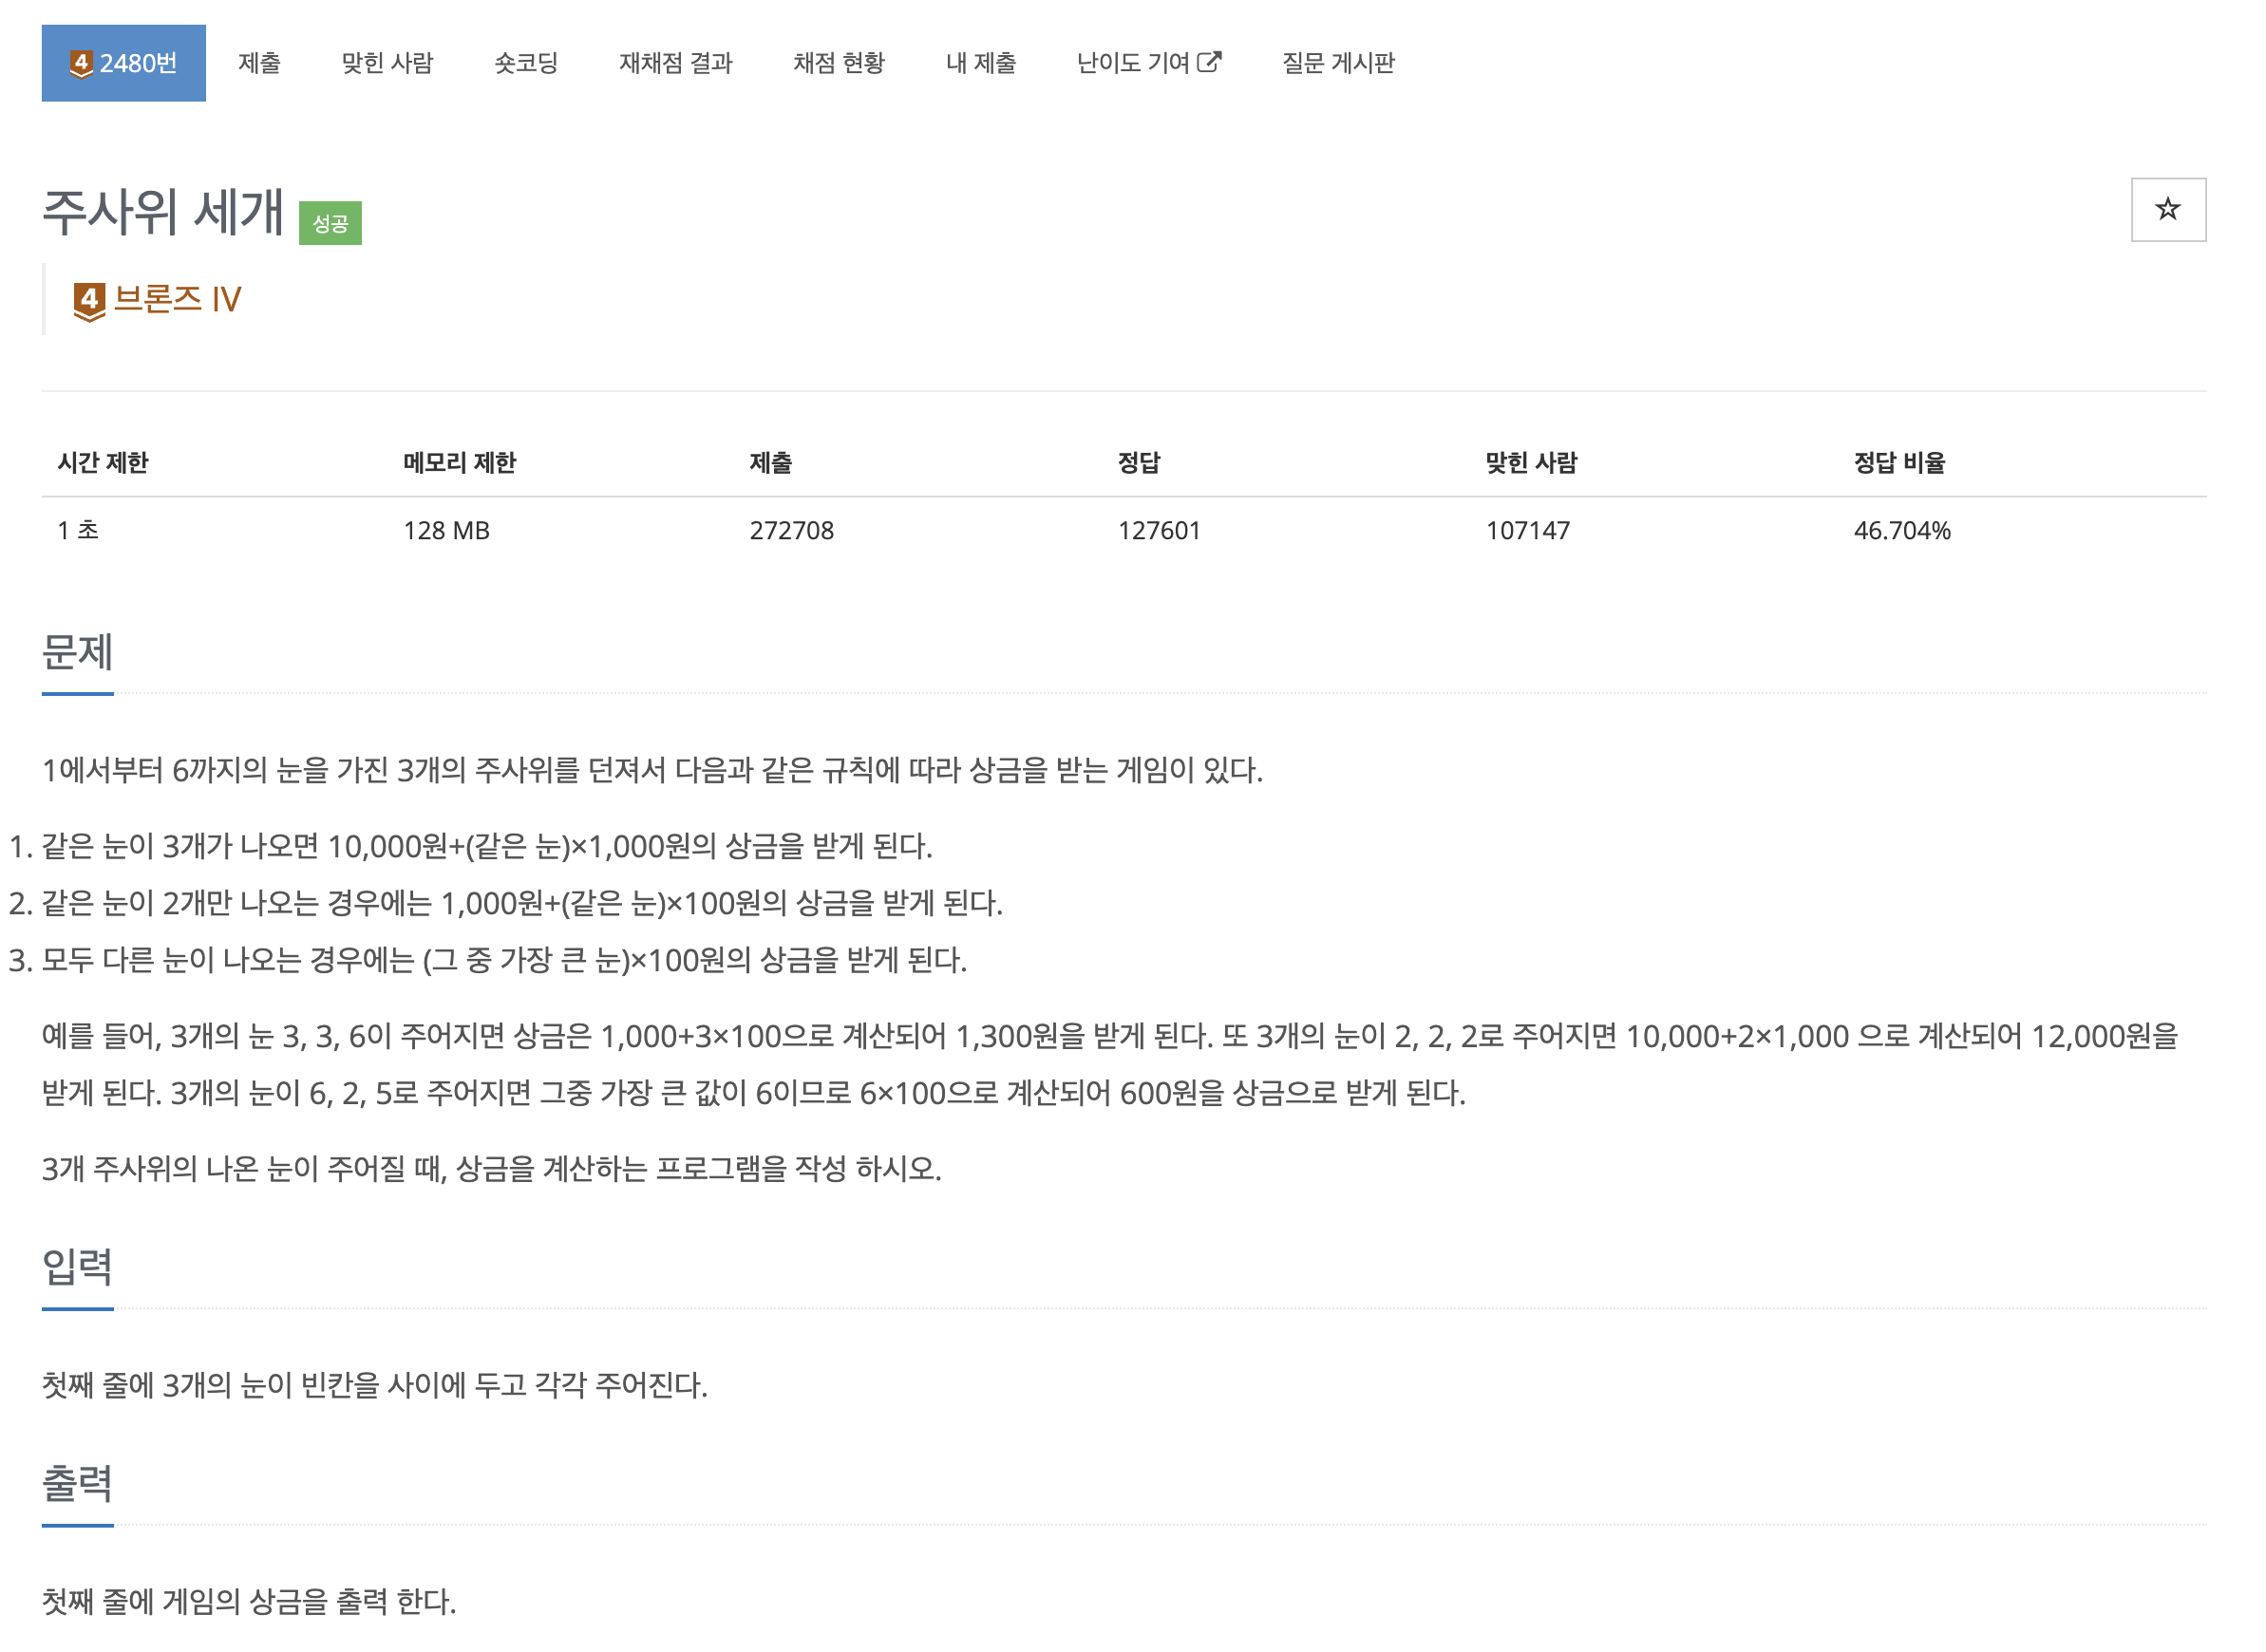 4 2480번 제출 맞힌 사람 숏코딩 재채점 결과 채점 현황 내 제출 난이도 기여 질문 게시판
주사위 세개 성공
4 브론즈 IV
시간 제한 메모리 제한 제출 정답 맞힌 사람 정답 비율
1 초 128 MB 272708 127601 107147 46.704%
문제
1에서부터 6까지의 눈을 가진 3개의 주사위를 던져서 다음과 같은 규칙에 따라 상금을 받는 게임이 있다.
1. 같은 눈이 3개가 나오면 10,000원+(같은 눈)×1,000원의 상금을 받게 된다.
2. 같은 눈이 2개만 나오는 경우에는 1,000원+(같은 눈)×100원의 상금을 받게 된다.
3. 모두 다른 눈이 나오는 경우에는 (그 중 가장 큰 눈)×100원의 상금을 받게 된다.
예를 들어, 3개의 눈 3, 3, 6이 주어지면 상금은 1,000+3×100으로 계산되어 1,300원을 받게 된다. 또 3개의 눈이 2, 2, 2로 주어지면 10,000+2×1,000 으로 계산되어 12,000원을
받게 된다. 3개의 눈이 6, 2, 5로 주어지면 그중 가장 큰 값이 6이므로 6×100으로 계산되어 600원을 상금으로 받게 된다.
3개 주사위의 나온 눈이 주어질 때, 상금을 계산하는 프로그램을 작성 하시오.
입력
첫째 줄에 3개의 눈이 빈칸을 사이에 두고 각각 주어진다.
출력
첫째 줄에 게임의 상금을 출력 한다.